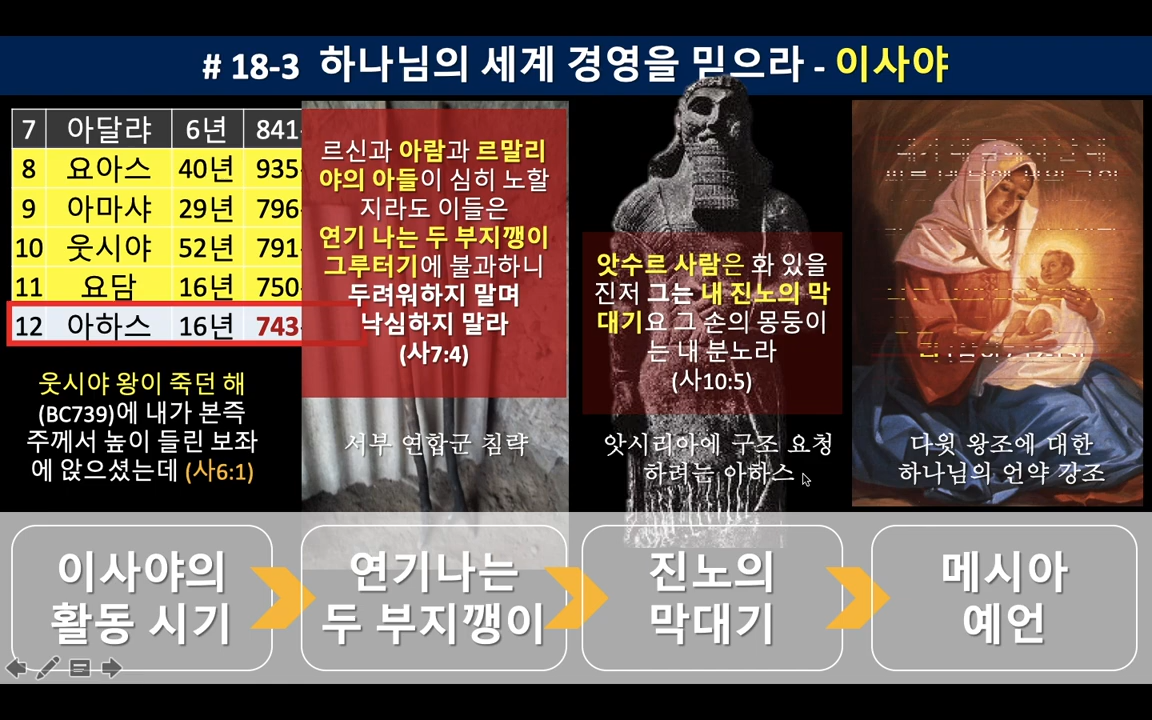 # 18-3 하나님의 세계 경영을 믿으라 - 이사야
7 아달랴 6년 841
8 요아스 40년 935
9 아마샤 29년 796
10 웃시야 52년 791
11 요담 16년 750
12 아하스 16년 743
웃시야 왕이 죽던 해
(BC739)에 내가 본즉
주께서 높이 들린 보좌
에 앉으셨는데 (사6:1)
르신과 아람과 르말리
야의 아들이 심히 노할
지라도 이들은
연기 나는 두 부지깽이
그루터기에 불과하니
두려워하지 말며
낙심하지 말라
(사7:4)
서부 연합군 침략
앗수르 사람은 화 있을
진저 그는 내 진노의 막
대기요 그 손의 몽둥이
는 내 분노라
(사10:5)
앗시리아에 구조 요청
하려는 아하스
다윗 왕조에 대한
하나님의 언약 강조
이사야의
활동 시기
연기나는
두 부지깽이
진노의
막대기
메시아
예언